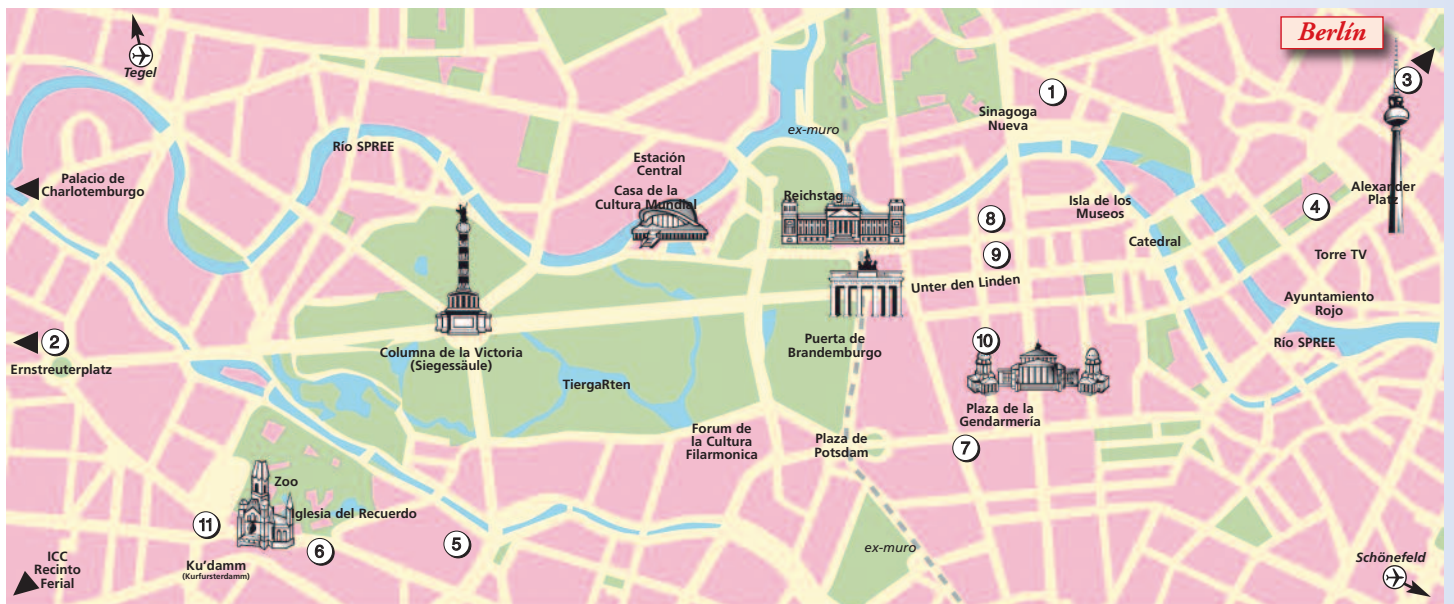 Berlín
Tegel
3
1
Sinagoga
Nueva
ex-muro
Río SPREE
Estación
Central
Palacio de
Charlotemburgo
Casa de la
Cultura Mundial
Reichstag
Isla de los
Museos
Alexander
Platz
4
8
Catedral
9
Torre TV
Unter den Linden
Ayuntamiento
Rojo
2
Ernstreuterplatz
Columna de la Victoria
(Siegessäule)
Puerta de
Brandemburgo
10
Río SPREE
TiergaRten
Plaza de la
Gendarmería
Forum de
la Cultura
Filarmonica
Plaza de
Potsdam
7
Zoo
Iglesia del Recuerdo
11
6
5
ex-muro
ICC
Recinto
Ferial
Ku'damm
(Kurfursterdamm)
Schönefeld